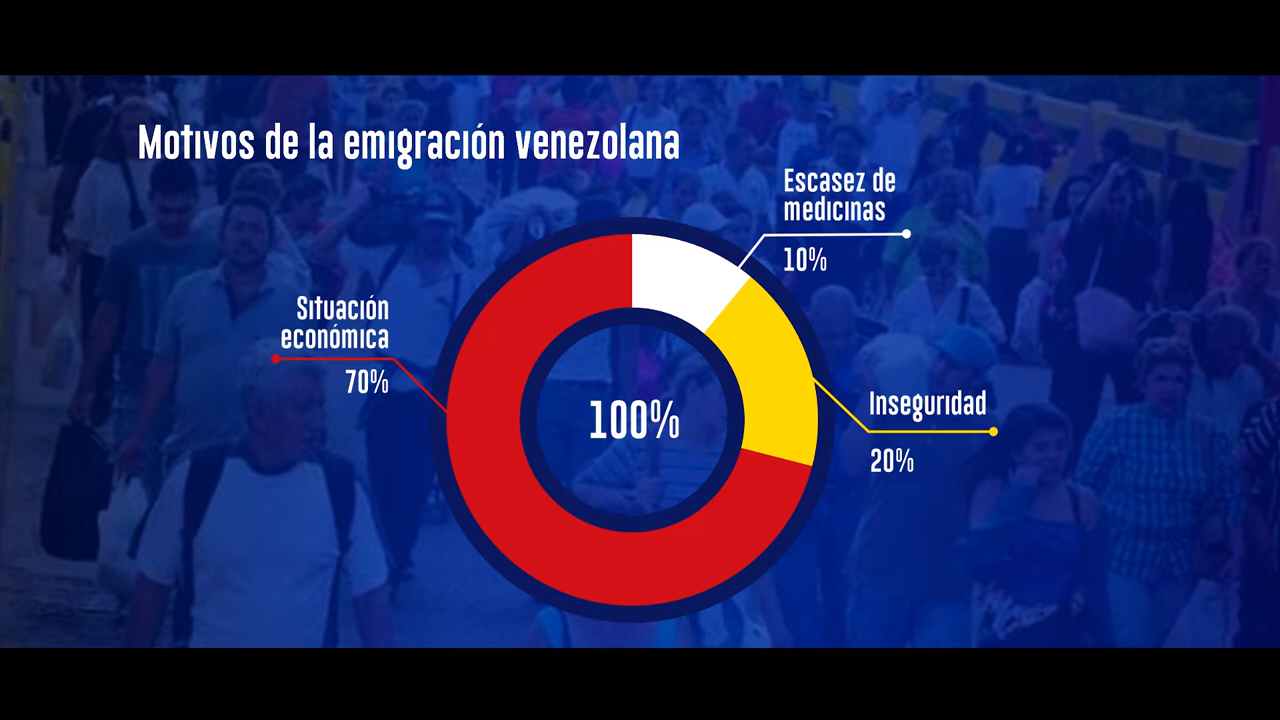 Motivos de la emigración venezolana
Escasez de
medicinas
10%
Situación
económica
70%
100%
Inseguridad
20%